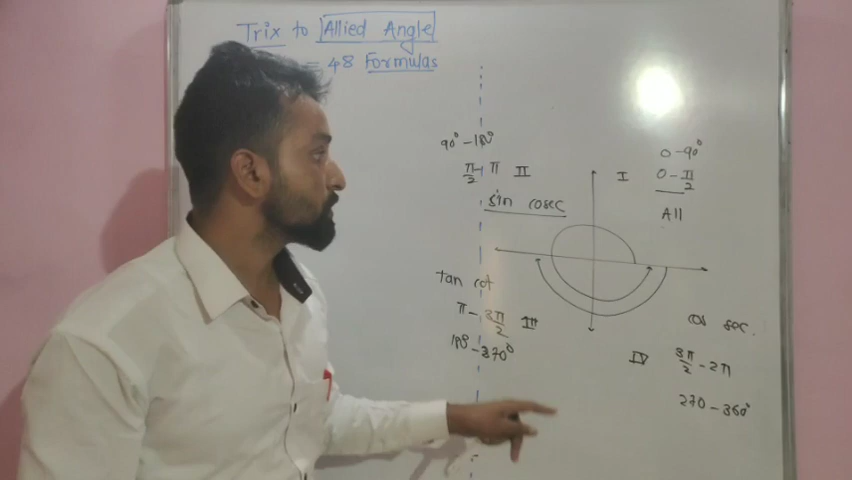 Trix to Allied Angle
= 48 Formulas
90° - 180°
π/2 - π II
sin cosec
I
0 - 90°
0 - π/2
All
tan cot
π - 3π/2 III
180 - 270°
cos sec.
IV 3π/2 - 2π
270 - 360°